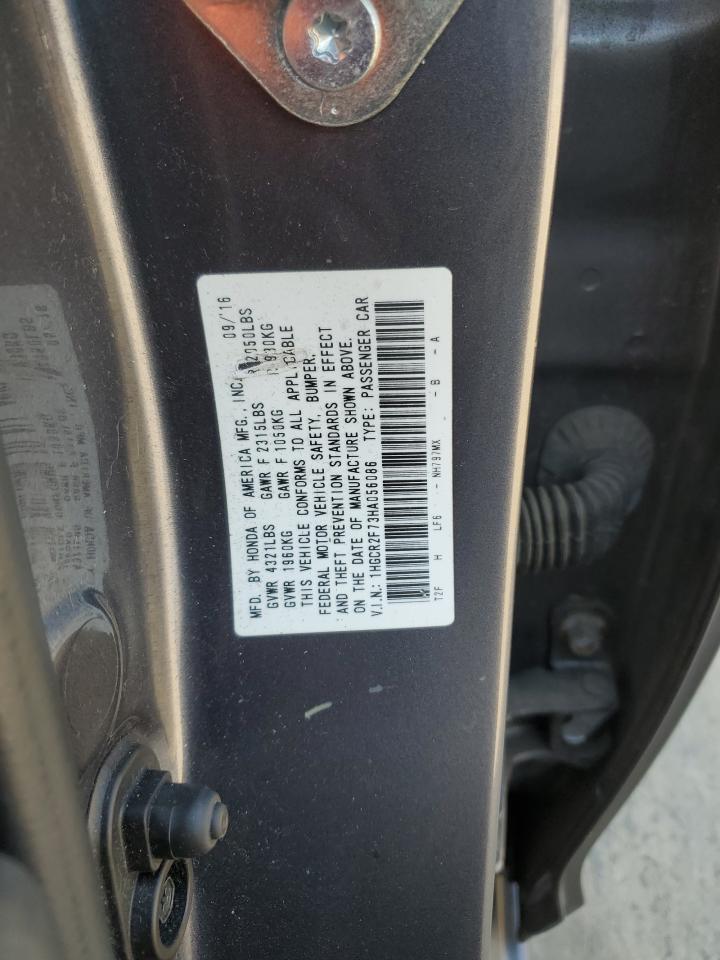 MFD. BY HONDA OF AMERICA MFG., INC. 09/16
GVWR 4321LBS GAWR F 2315LBS R 2050LBS
GVWR 1960KG GAWR F 1050KG R 930KG
THIS VEHICLE CONFORMS TO ALL APPLICABLE
FEDERAL MOTOR VEHICLE SAFETY, BUMPER,
AND THEFT PREVENTION STANDARDS IN EFFECT
ON THE DATE OF MANUFACTURE SHOWN ABOVE.
V.I.N.: 1HGCR2F73HA056086 TYPE: PASSENGER CAR
T2F H LF6 - NH797MX - B - A